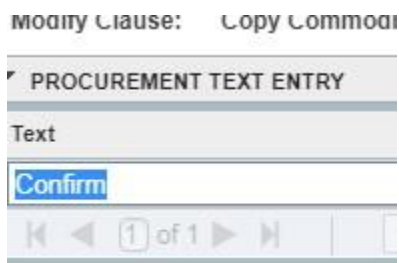 Modify Clause: Copy Commodi
PROCUREMENT TEXT ENTRY
Text
Confirm
1 of 1